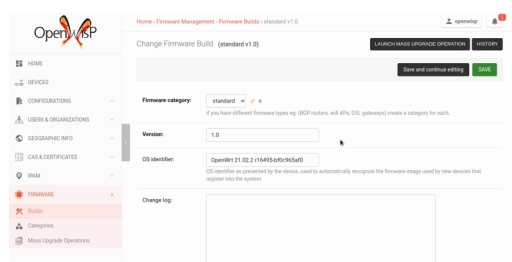 OpenWISP
Home › Firmware Management › Firmware Builds › standard v1.0
openwisp
Change Firmware Build (standard v1.0)
LAUNCH MASS UPGRADE OPERATION
HISTORY
Save and continue editing
SAVE
HOME
DEVICES
CONFIGURATIONS
USERS & ORGANIZATIONS
GEOGRAPHIC INFO
CAS & CERTIFICATES
IPAM
FIRMWARE
Builds
Categories
Mass Upgrade Operations
Firmware category:
standard
if you have different firmware types eg: (BGP routers, wifi APs, DSL gateways) create a category for each.
Version:
1.0
OS identifier:
OpenWrt 21.02.2 r16495-bf0c965af0
OS identifier as presented by the device, used to automatically recognize the firmware image used by new devices that
register into the system
Change log: